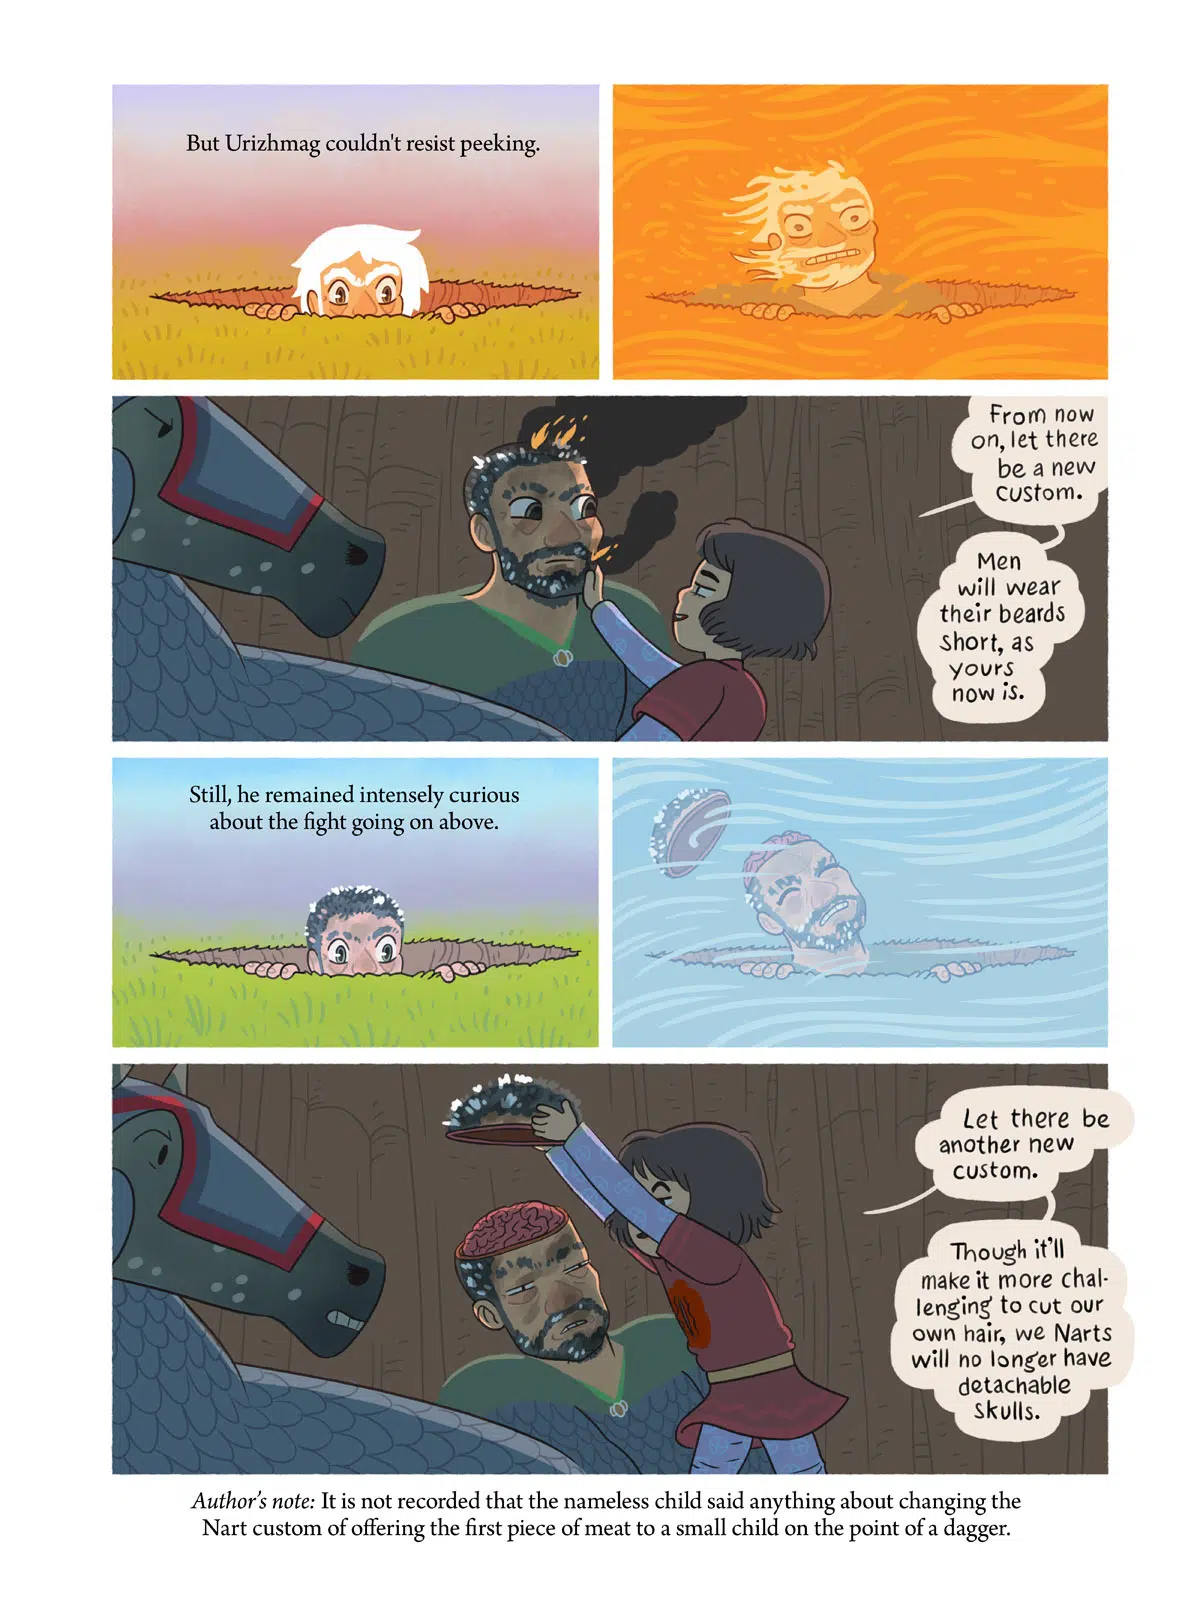 But Urizhmag couldn't resist peeking.
From now
on, let there
be a new
custom.
Men
will wear
their beards
short, as
yours
now is.
Still, he remained intensely curious
about the fight going on above.
Let there be
another new
custom.
Though it'll
make it more chal-
lenging to cut our
own hair, we Narts
will no longer have
detachable
skulls.
Author's note: It is not recorded that the nameless child said anything about changing the
Nart custom of offering the first piece of meat to a small child on the point of a dagger.